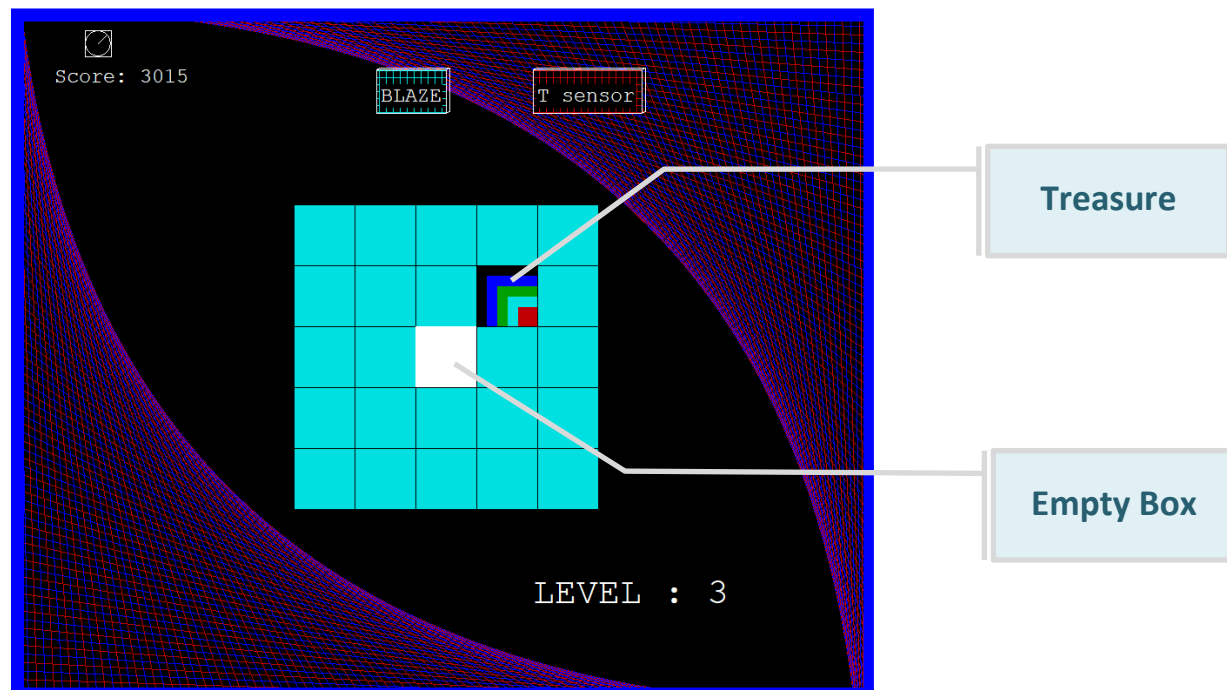 Score: 3015
BLAZE
T sensor
Treasure
Empty Box
LEVEL : 3